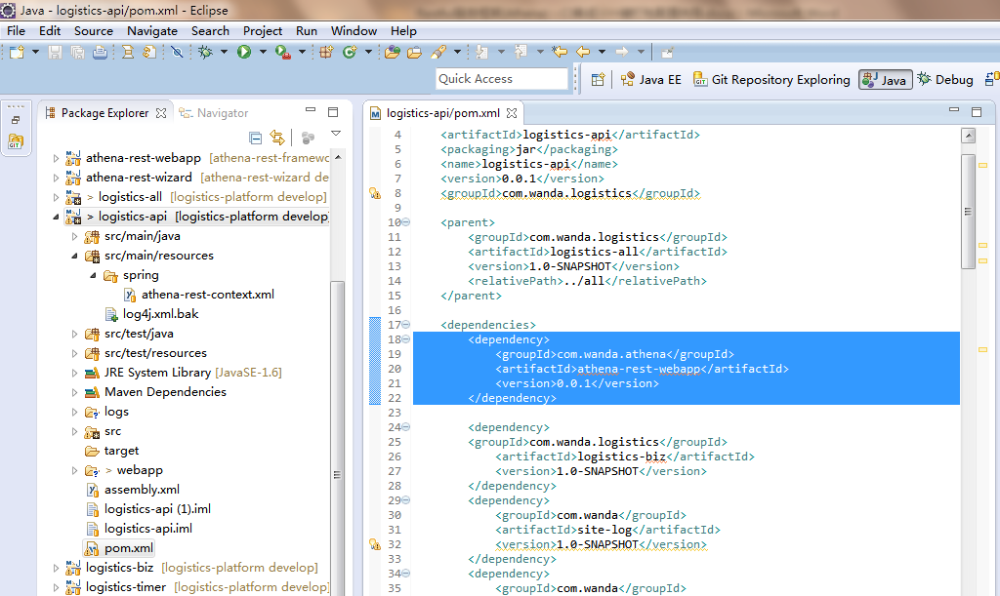 Java - logistics-api/pom.xml - Eclipse
File Edit Source Navigate Search Project Run Window Help
Quick Access
Java EE
GIT Git Repository Exploring
Java
Debug
GIT
Package Explorer
Navigator
athena-rest-webapp [athena-rest-framewo
athena-rest-wizard [athena-rest-wizard de
> logistics-all [logistics-platform develop]
> logistics-api [logistics-platform develop]
src/main/java
src/main/resources
spring
athena-rest-context.xml
log4j.xml.bak
src/test/java
src/test/resources
JRE System Library [JavaSE-1.6]
Maven Dependencies
logs
src
target
> webapp
assembly.xml
logistics-api (1).iml
logistics-api.iml
pom.xml
logistics-biz [logistics-platform develop]
logistics-timer [logistics-platform develop]
logistics-api/pom.xml
4 <artifactId>logistics-api</artifactId>
5 <packaging>jar</packaging>
6 <name>logistics-api</name>
7 <version>0.0.1</version>
8 <groupId>com.wanda.logistics</groupId>
9
10 <parent>
11 <groupId>com.wanda.logistics</groupId>
12 <artifactId>logistics-all</artifactId>
13 <version>1.0-SNAPSHOT</version>
14 <relativePath>../all</relativePath>
15 </parent>
16
17 <dependencies>
18 <dependency>
19 <groupId>com.wanda.athena</groupId>
20 <artifactId>athena-rest-webapp</artifactId>
21 <version>0.0.1</version>
22 </dependency>
23
24 <dependency>
25 <groupId>com.wanda.logistics</groupId>
26 <artifactId>logistics-biz</artifactId>
27 <version>1.0-SNAPSHOT</version>
28 </dependency>
29 <dependency>
30 <groupId>com.wanda</groupId>
31 <artifactId>site-log</artifactId>
32 <version>1.0-SNAPSHOT</version>
33 </dependency>
34 <dependency>
35 <groupId>com.wanda</groupId>